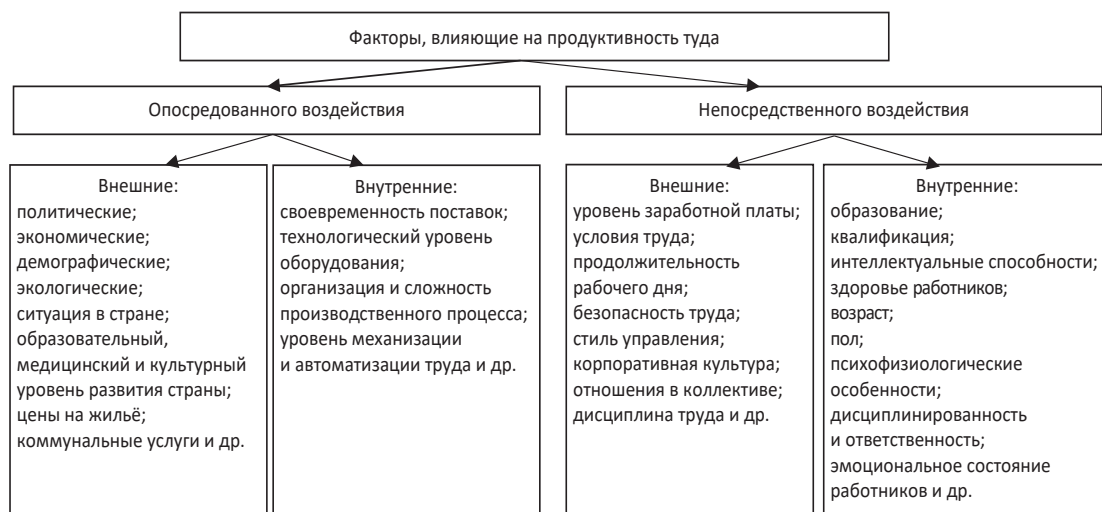 Факторы, влияющие на продуктивность туда
Опосредованного воздействия
Непосредственного воздействия
Внешние:
политические;
экономические;
демографические;
экологические;
ситуация в стране;
образовательный,
медицинский и культурный
уровень развития страны;
цены на жильё;
коммунальные услуги и др.
Внутренние:
своевременность поставок;
технологический уровень
оборудования;
организация и сложность
производственного процесса;
уровень механизации
и автоматизации труда и др.
Внешние:
уровень заработной платы;
условия труда;
продолжительность
рабочего дня;
безопасность труда;
стиль управления;
корпоративная культура;
отношения в коллективе;
дисциплина труда и др.
Внутренние:
образование;
квалификация;
интеллектуальные способности;
здоровье работников;
возраст;
пол;
психофизиологические
особенности;
дисциплинированность
и ответственность;
эмоциональное состояние
работников и др.